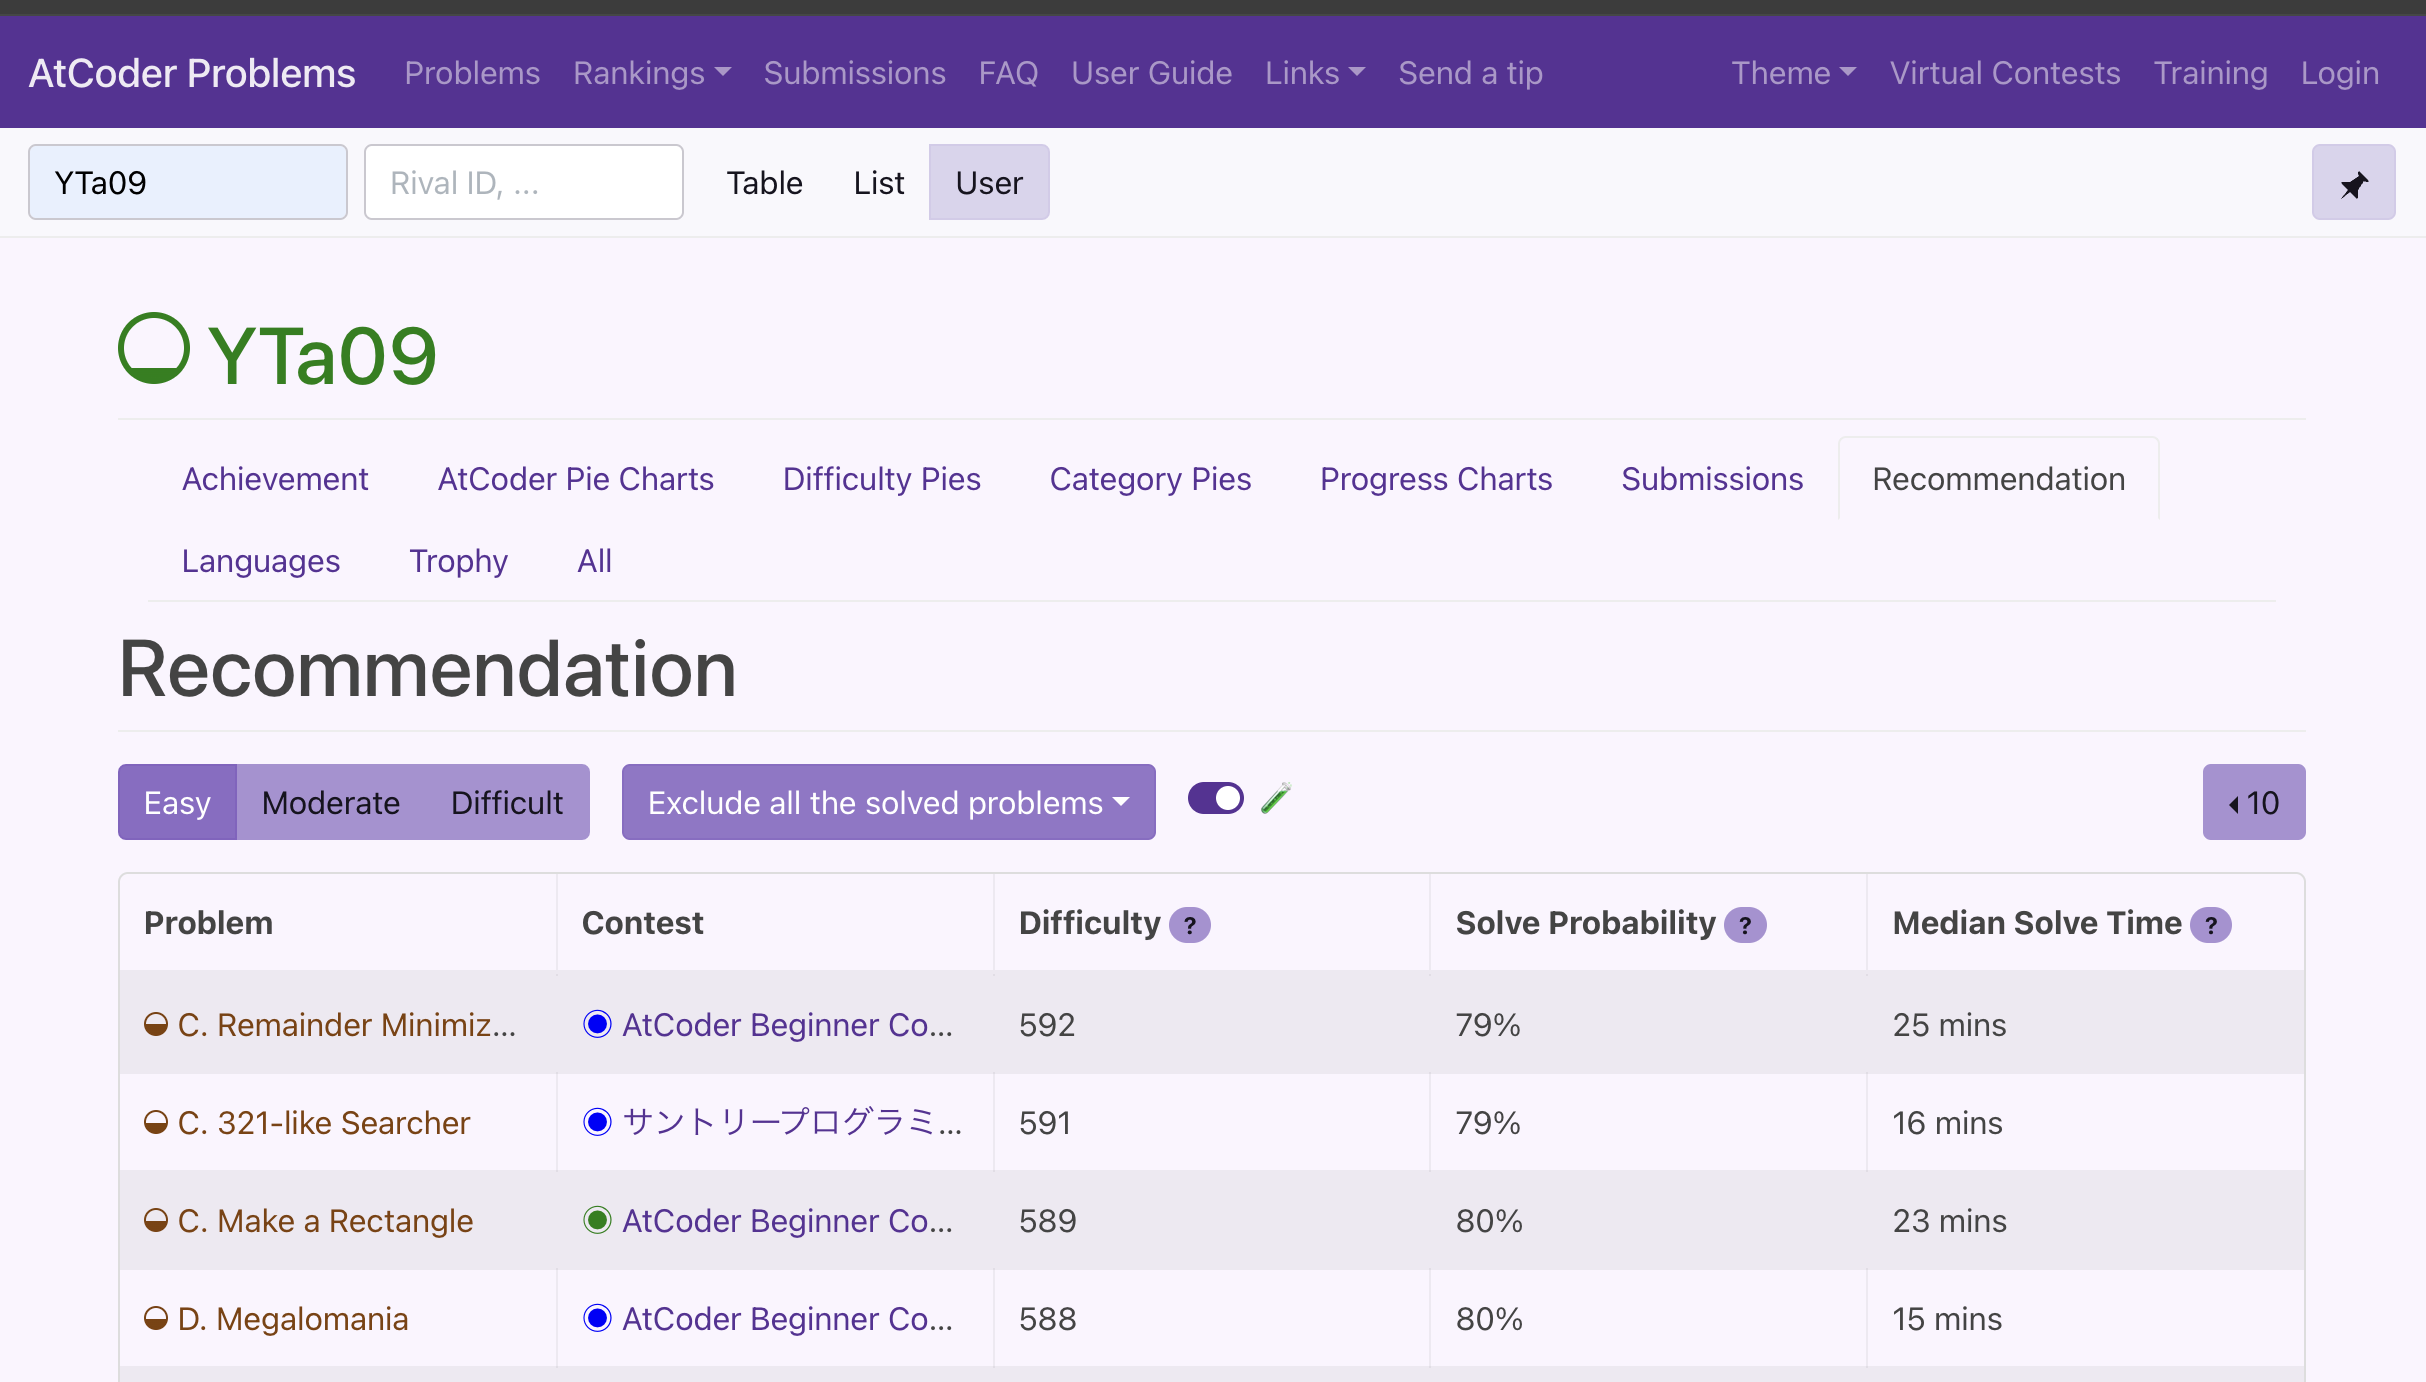 AtCoder Problems Problems Rankings Submissions FAQ User Guide Links Send a tip Theme Virtual Contests Training Login
YTa09 Rival ID, ... Table List User
YTa09
Achievement AtCoder Pie Charts Difficulty Pies Category Pies Progress Charts Submissions Recommendation
Languages Trophy All
Recommendation
Easy Moderate Difficult Exclude all the solved problems 10
Problem Contest Difficulty ? Solve Probability ? Median Solve Time ?
C. Remainder Minimiz... AtCoder Beginner Co... 592 79% 25 mins
C. 321-like Searcher サントリープログラミ... 591 79% 16 mins
C. Make a Rectangle AtCoder Beginner Co... 589 80% 23 mins
D. Megalomania AtCoder Beginner Co... 588 80% 15 mins